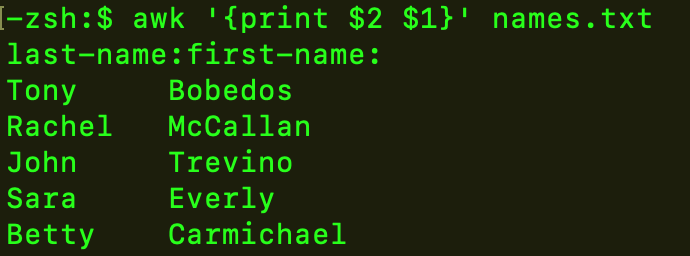 -zsh:$ awk '{print $2 $1}' names.txt
last-name:first-name:
Tony Bobedos
Rachel McCallan
John Trevino
Sara Everly
Betty Carmichael